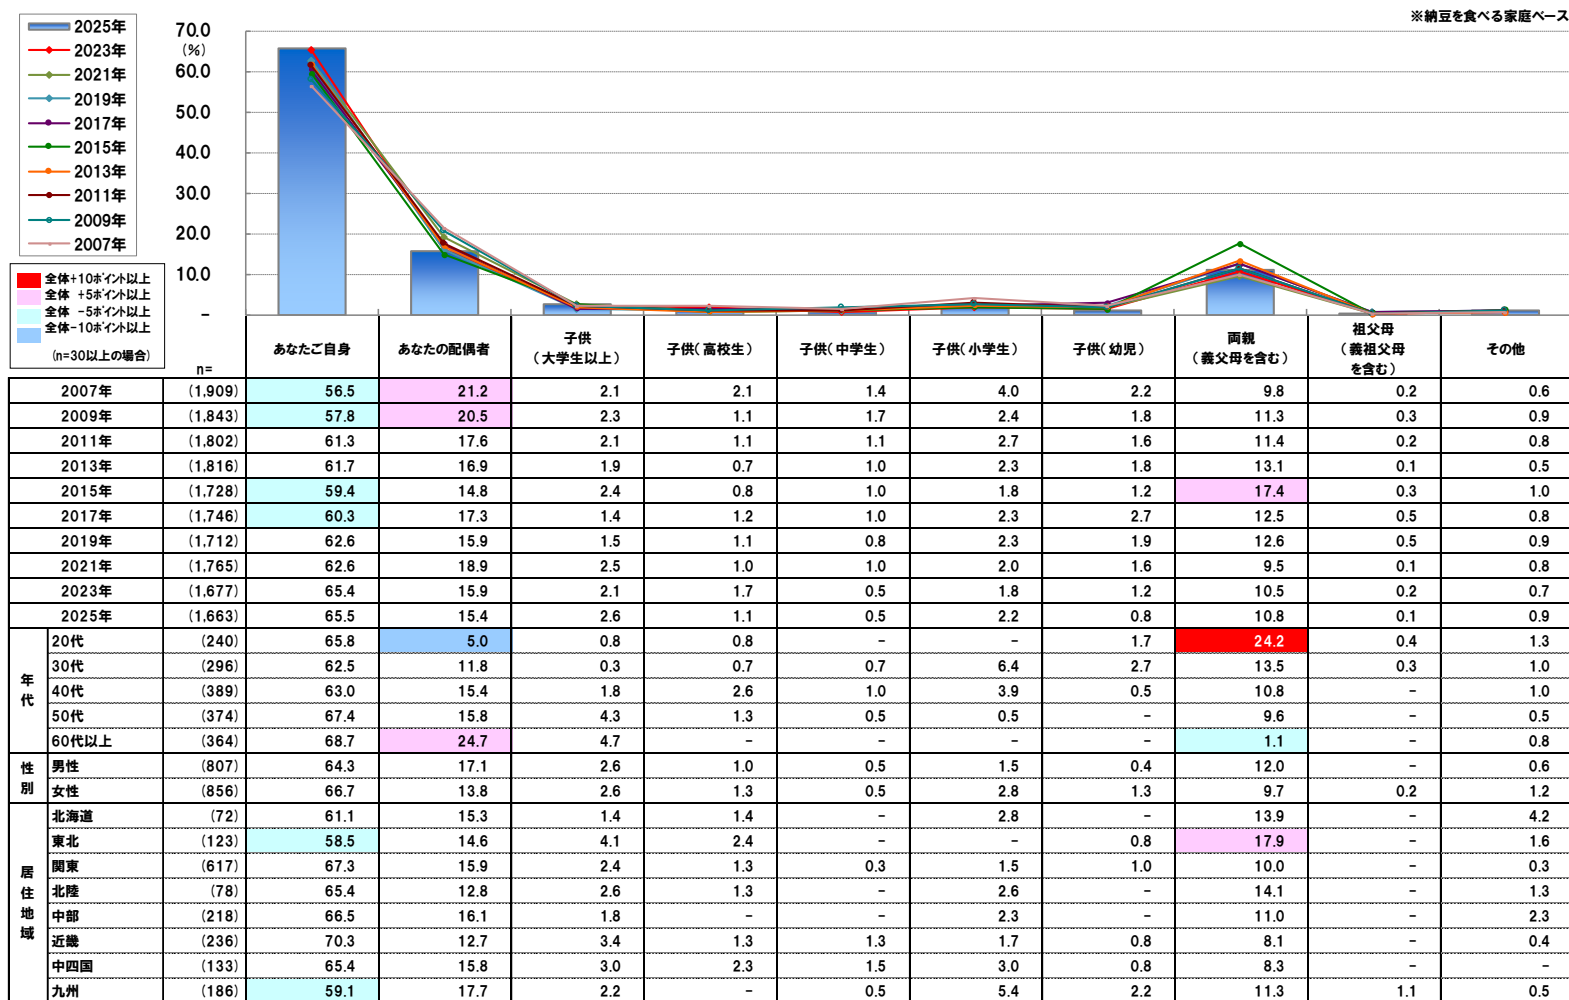 ※納豆を食べる家庭ベース
2025年
2023年
2021年
2019年
2017年
2015年
2013年
2011年
2009年
2007年
全体+10ポイント以上
全体 +5ポイント以上
全体 -5ポイント以上
全体-10ポイント以上
(n=30以上の場合)
70.0
(%)
60.0
50.0
40.0
30.0
20.0
10.0
-
n= あなたご自身 あなたの配偶者 子供(大学生以上) 子供(高校生) 子供(中学生) 子供(小学生) 子供(幼児) 両親(義父母を含む) 祖父母(義祖父母を含む) その他
2007年 (1,909) 56.5 21.2 2.1 2.1 1.4 4.0 2.2 9.8 0.2 0.6
2009年 (1,843) 57.8 20.5 2.3 1.1 1.7 2.4 1.8 11.3 0.3 0.9
2011年 (1,802) 61.3 17.6 2.1 1.1 1.1 2.7 1.6 11.4 0.2 0.8
2013年 (1,816) 61.7 16.9 1.9 0.7 1.0 2.3 1.8 13.1 0.1 0.5
2015年 (1,728) 59.4 14.8 2.4 0.8 1.0 1.8 1.2 17.4 0.3 1.0
2017年 (1,746) 60.3 17.3 1.4 1.2 1.0 2.3 2.7 12.5 0.5 0.8
2019年 (1,712) 62.6 15.9 1.5 1.1 0.8 2.3 1.9 12.6 0.5 0.9
2021年 (1,765) 62.6 18.9 2.5 1.0 1.0 2.0 1.6 9.5 0.1 0.8
2023年 (1,677) 65.4 15.9 2.1 1.7 0.5 1.8 1.2 10.5 0.2 0.7
2025年 (1,663) 65.5 15.4 2.6 1.1 0.5 2.2 0.8 10.8 0.1 0.9
年代
20代 (240) 65.8 5.0 0.8 0.8 - - 1.7 24.2 0.4 1.3
30代 (296) 62.5 11.8 0.3 0.7 0.7 6.4 2.7 13.5 0.3 1.0
40代 (389) 63.0 15.4 1.8 2.6 1.0 3.9 0.5 10.8 - 1.0
50代 (374) 67.4 15.8 4.3 1.3 0.5 0.5 - 9.6 - 0.5
60代以上 (364) 68.7 24.7 4.7 - - - - 1.1 - 0.8
性別
男性 (807) 64.3 17.1 2.6 1.0 0.5 1.5 0.4 12.0 - 0.6
女性 (856) 66.7 13.8 2.6 1.3 0.5 2.8 1.3 9.7 0.2 1.2
居住地域
北海道 (72) 61.1 15.3 1.4 1.4 - 2.8 - 13.9 - 4.2
東北 (123) 58.5 14.6 4.1 2.4 - - 0.8 17.9 - 1.6
関東 (617) 67.3 15.9 2.4 1.3 0.3 1.5 1.0 10.0 - 0.3
北陸 (78) 65.4 12.8 2.6 1.3 - 2.6 - 14.1 - 1.3
中部 (218) 66.5 16.1 1.8 - - 2.3 - 11.0 - 2.3
近畿 (236) 70.3 12.7 3.4 1.3 1.3 1.7 0.8 8.1 - 0.4
中四国 (133) 65.4 15.8 3.0 2.3 1.5 3.0 0.8 8.3 - -
九州 (186) 59.1 17.7 2.2 - 0.5 5.4 2.2 11.3 1.1 0.5